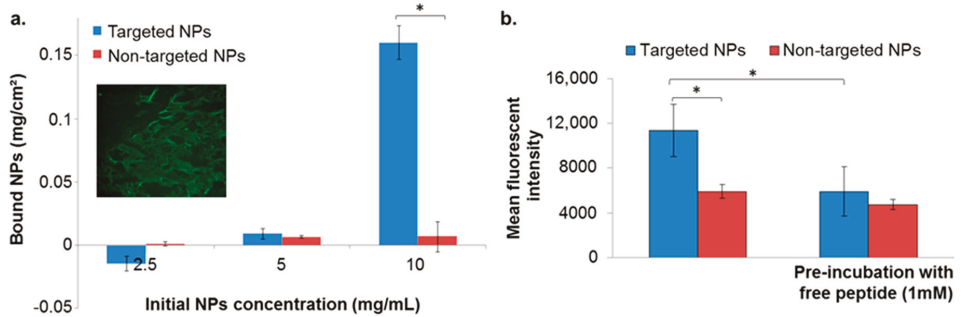 a.
Targeted NPs
Non-targeted NPs
*
Bound NPs (mg/cm²)
0.15
0.1
0.05
0
-0.05
2.5
5
10
Initial NPs concentration (mg/mL)
b.
Targeted NPs
Non-targeted NPs
*
*
Mean fluorescent
intensity
16,000
12,000
8000
4000
0
Pre-incubation with
free peptide (1mM)